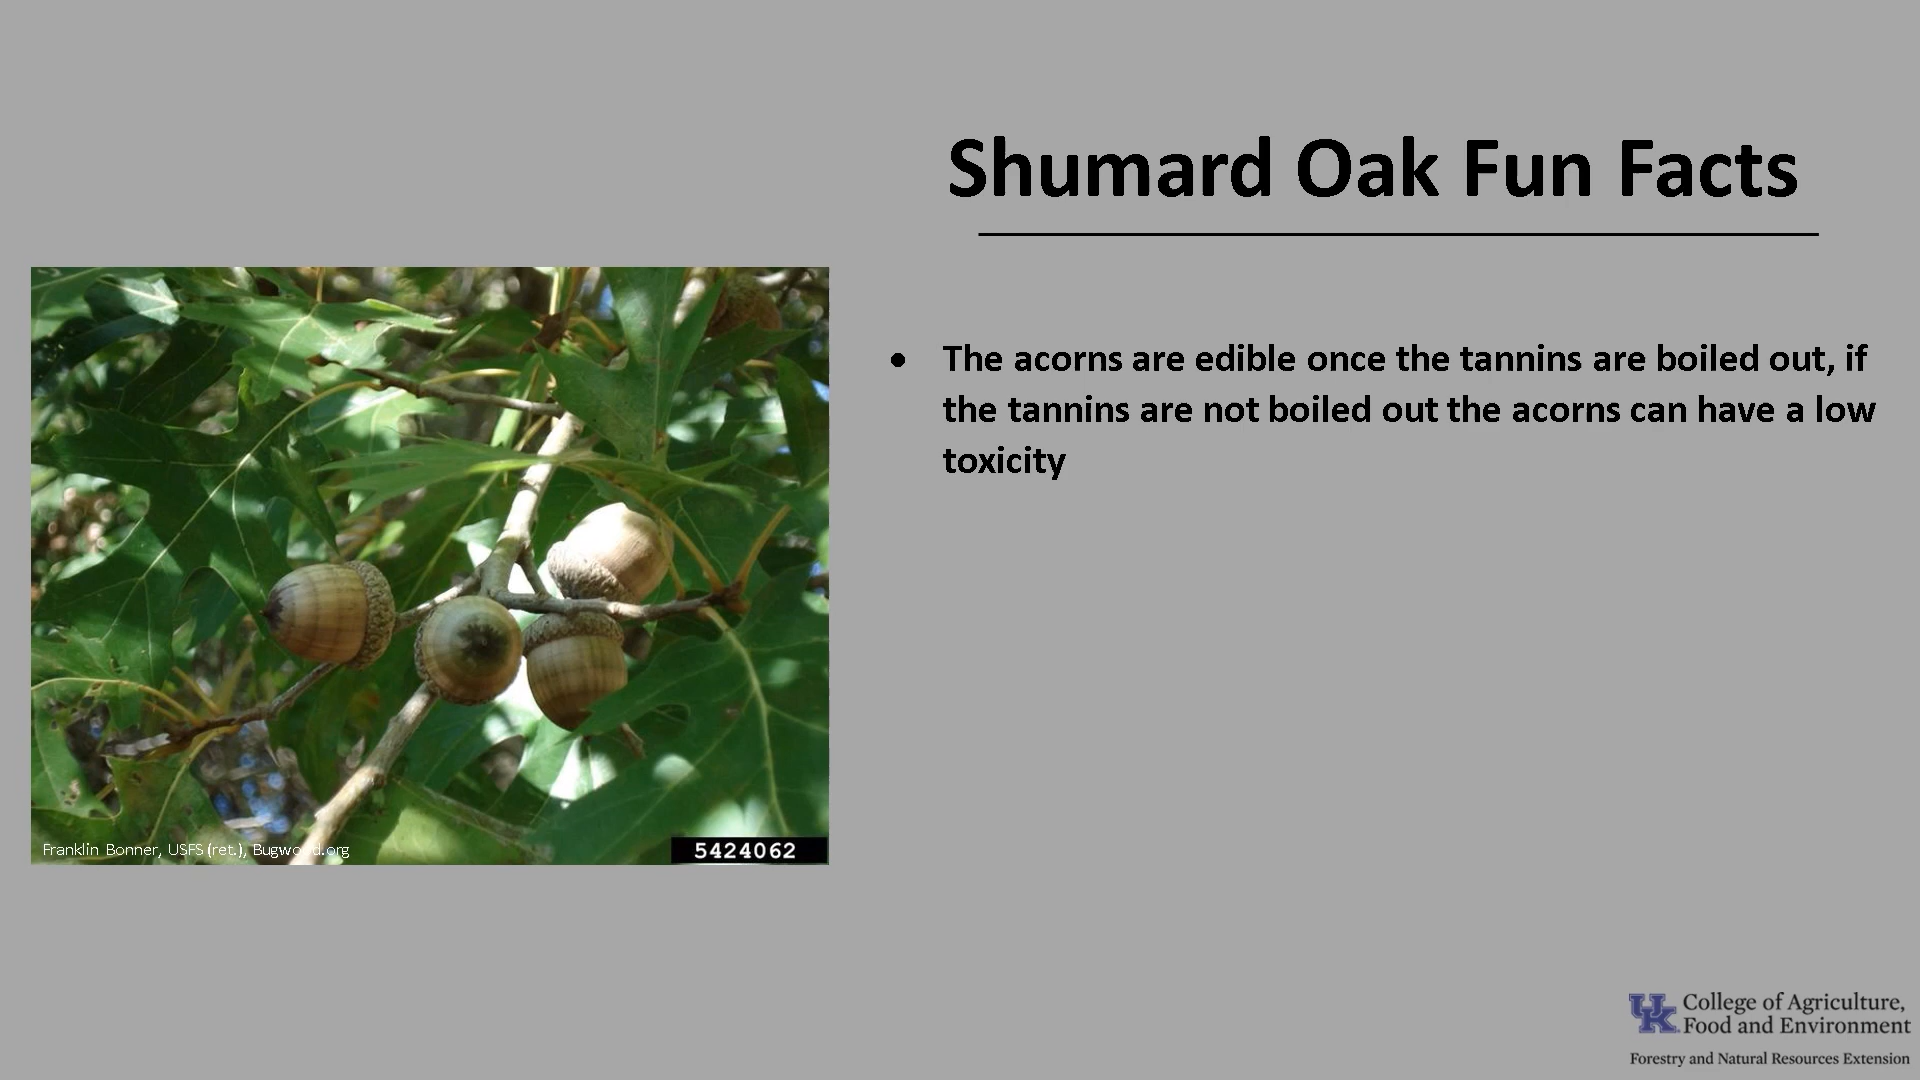 Shumard Oak Fun Facts
• The acorns are edible once the tannins are boiled out, if
the tannins are not boiled out the acorns can have a low
toxicity
Franklin Bonner, USFS (ret.), Bugwood.org
5424062
UK College of Agriculture,
Food and Environment
Forestry and Natural Resources Extension